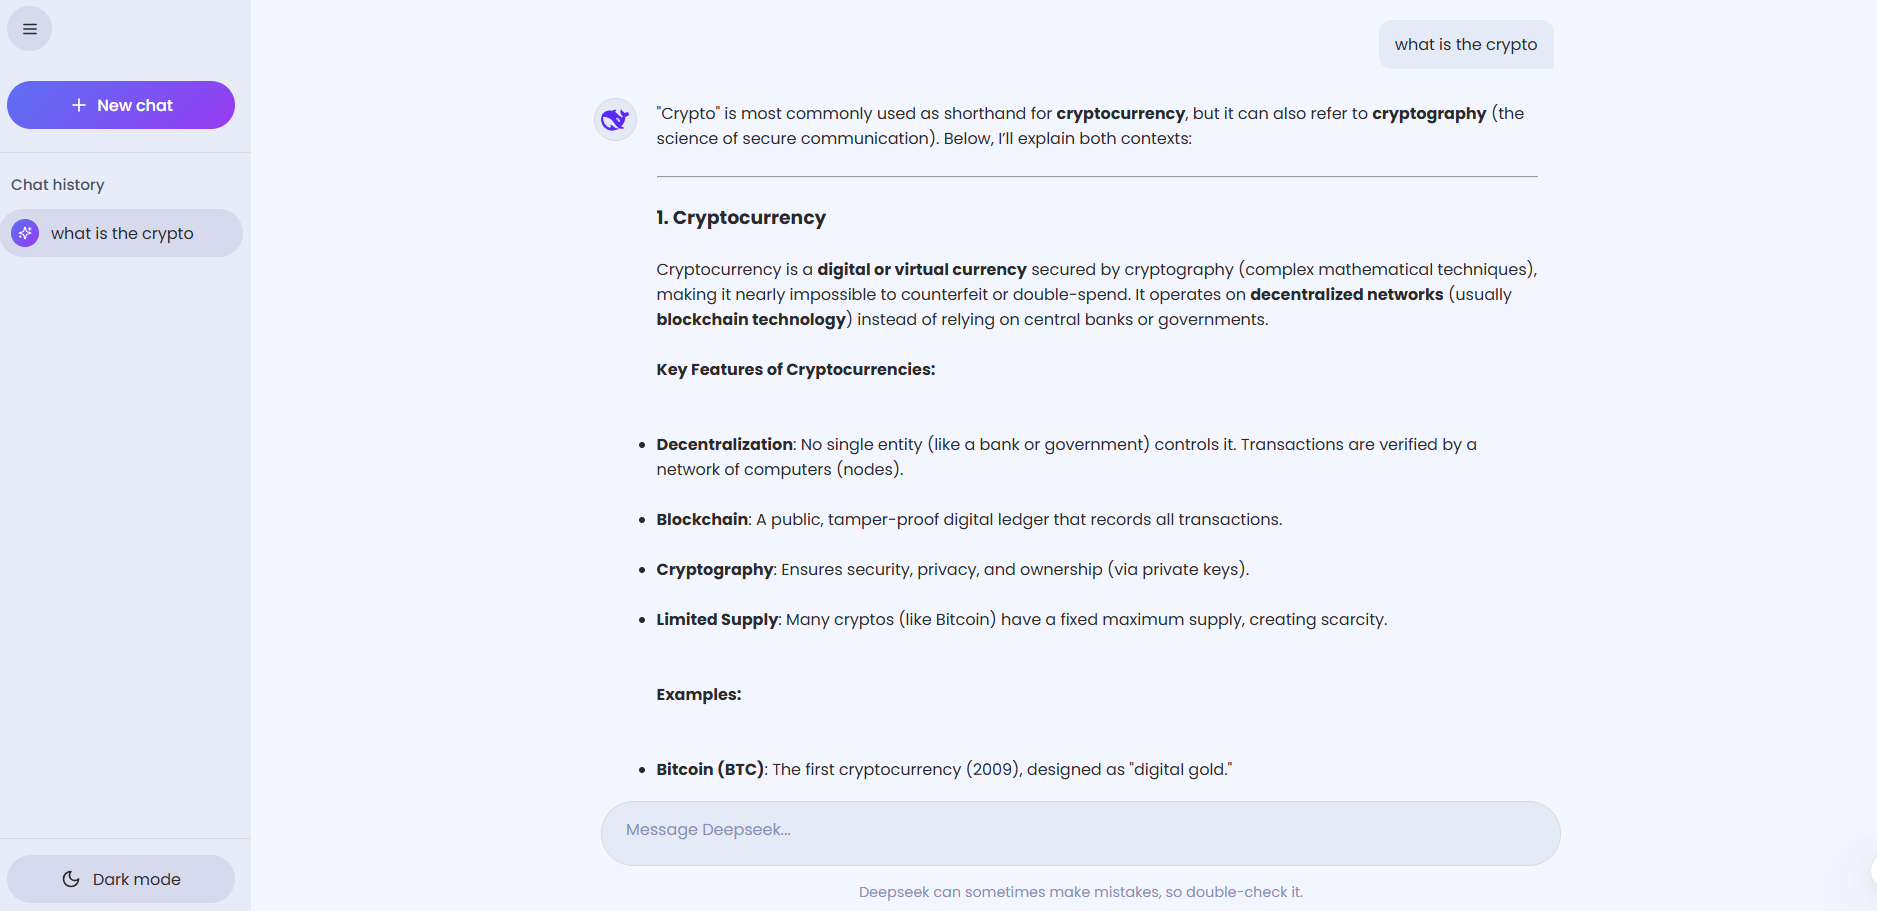 New chat
Chat history
what is the crypto
Dark mode
what is the crypto
"Crypto" is most commonly used as shorthand for cryptocurrency, but it can also refer to cryptography (the
science of secure communication). Below, I’ll explain both contexts:
1. Cryptocurrency
Cryptocurrency is a digital or virtual currency secured by cryptography (complex mathematical techniques),
making it nearly impossible to counterfeit or double-spend. It operates on decentralized networks (usually
blockchain technology) instead of relying on central banks or governments.
Key Features of Cryptocurrencies:
• Decentralization: No single entity (like a bank or government) controls it. Transactions are verified by a
network of computers (nodes).
• Blockchain: A public, tamper-proof digital ledger that records all transactions.
• Cryptography: Ensures security, privacy, and ownership (via private keys).
• Limited Supply: Many cryptos (like Bitcoin) have a fixed maximum supply, creating scarcity.
Examples:
• Bitcoin (BTC): The first cryptocurrency (2009), designed as "digital gold."
Message Deepseek...
Deepseek can sometimes make mistakes, so double-check it.